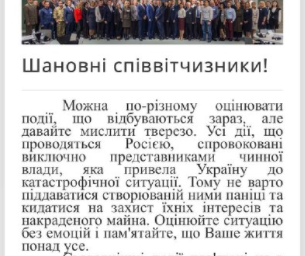 Шановні співвітчизники!
Можна по-різному оцінювати
події, що відбуваються зараз, але
давайте мислити тверезо. Усі дії, що
проводяться Росією, спровоковані
виключно представниками чинної
влади, яка привела Україну до
катастрофічної ситуації. Тому не варто
піддаватися створюваній ними паніці та
кидатися на захист їхніх інтересів та
накраденого майна. Оцінюйте ситуацію
без емоцій і пам'ятайте, що Ваше життя
понад усе.